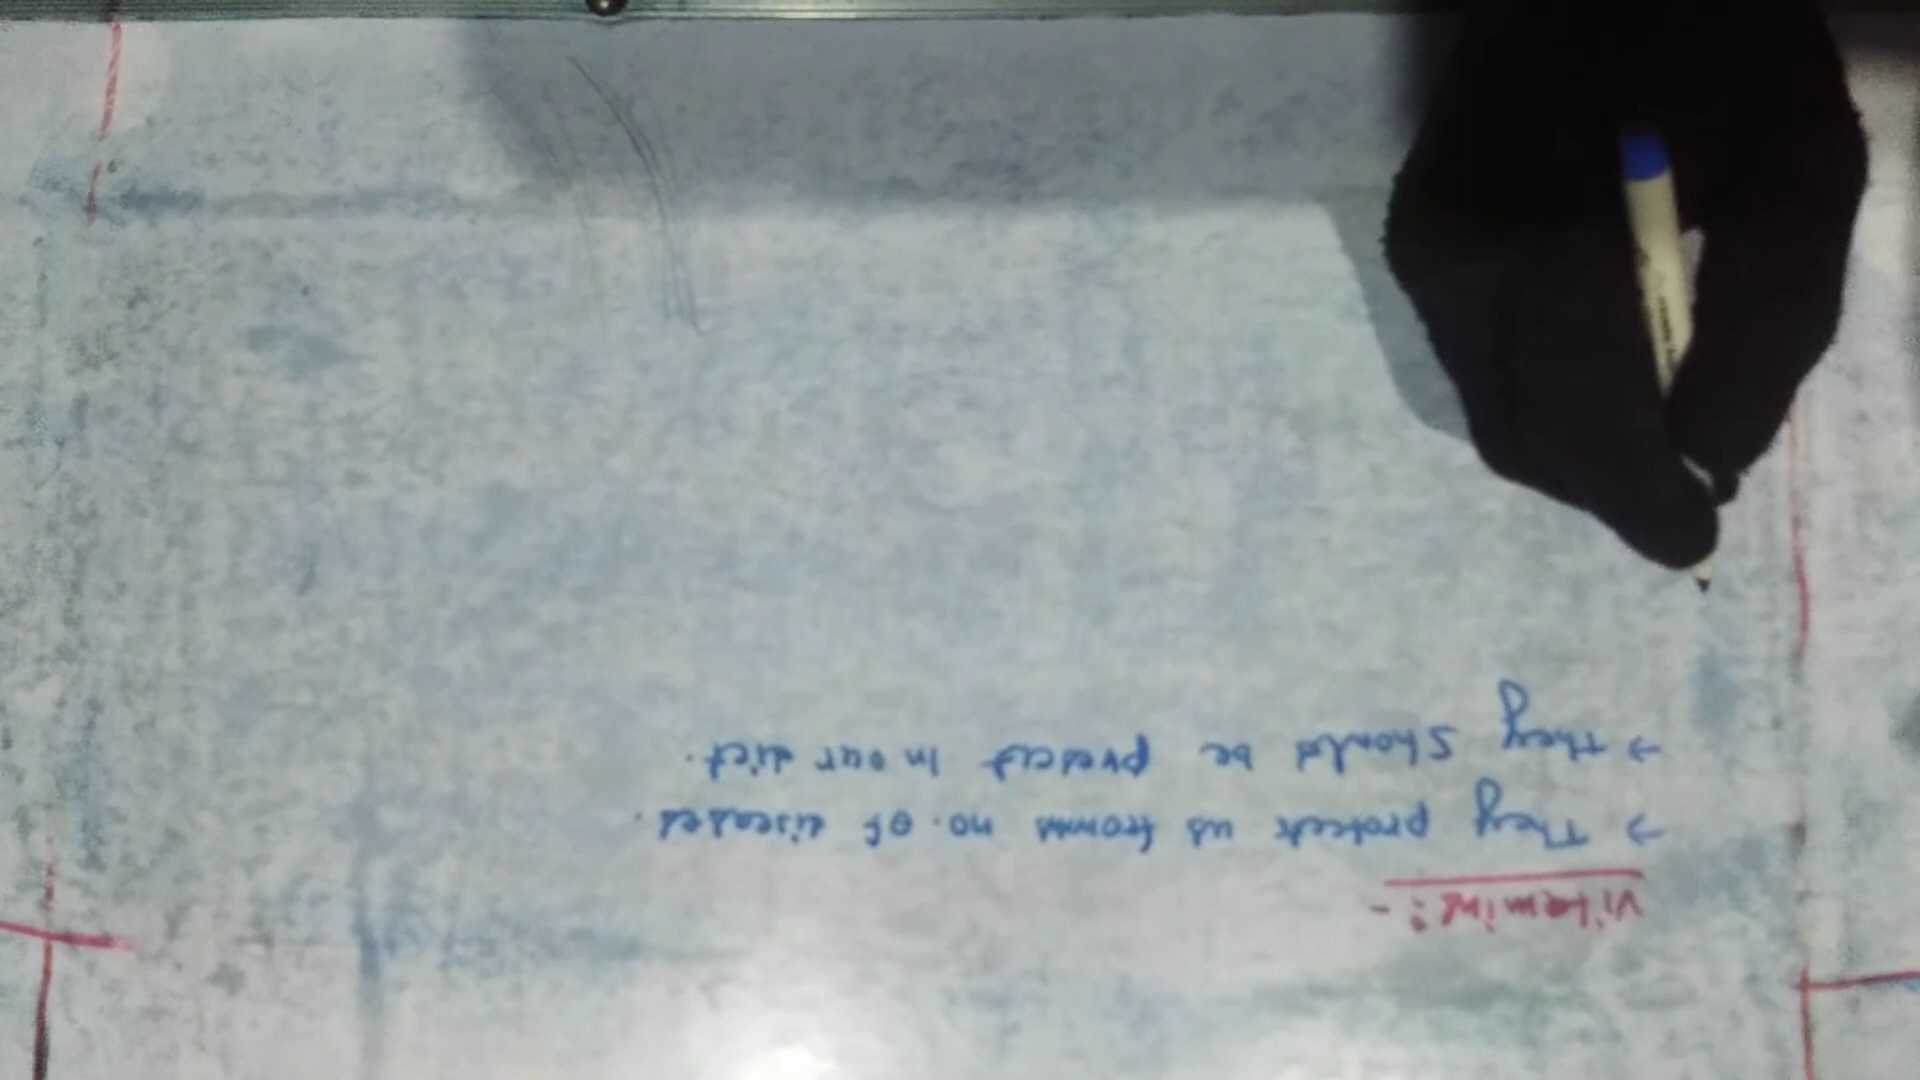 Vitamins:-
→ They protect us from no. of diseases.
→ They should be present in our diet.